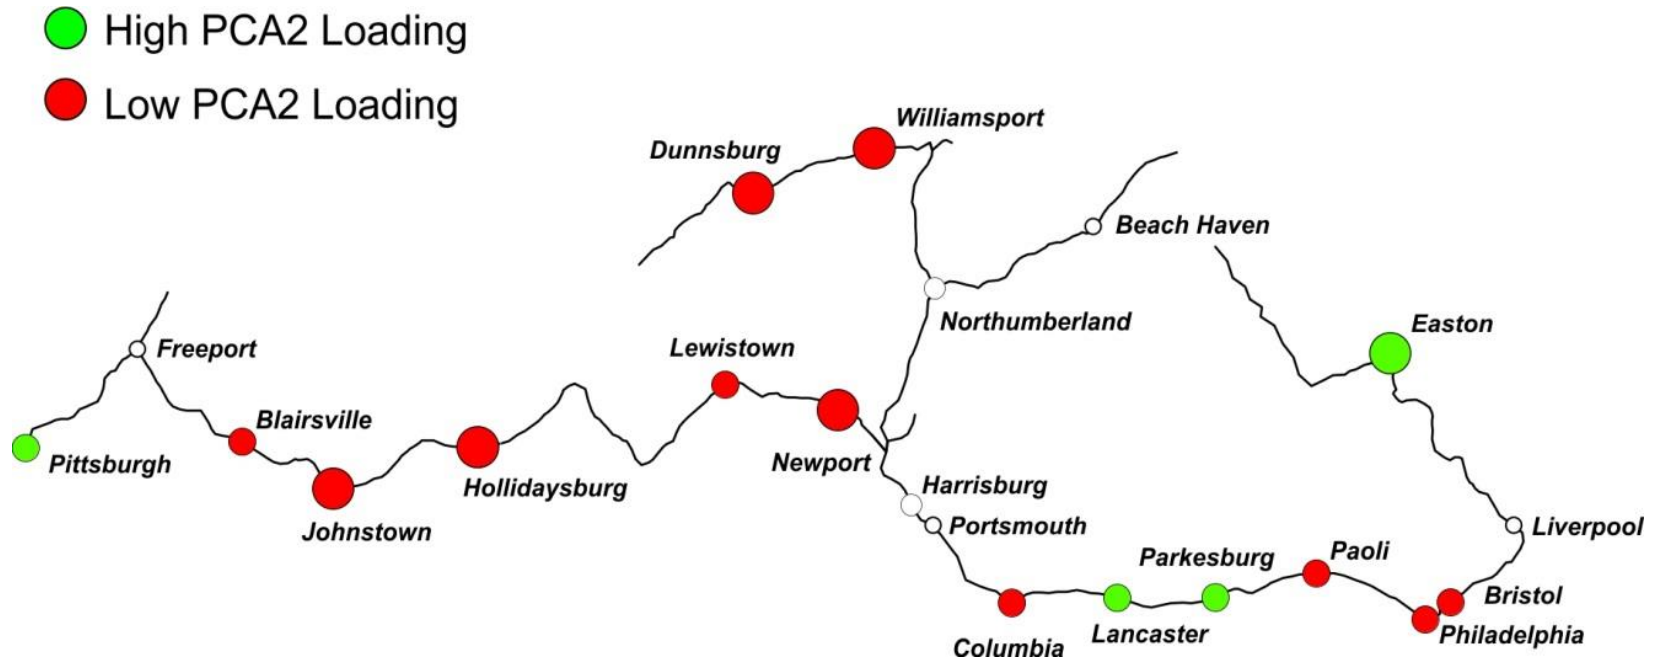 High PCA2 Loading
Low PCA2 Loading
Williamsport
Dunnsburg
Beach Haven
Northumberland
Easton
Freeport
Lewistown
Blairsville
Pittsburgh
Newport
Hollidaysburg
Harrisburg
Johnstown
Portsmouth
Liverpool
Parkesburg
Paoli
Bristol
Lancaster
Philadelphia
Columbia